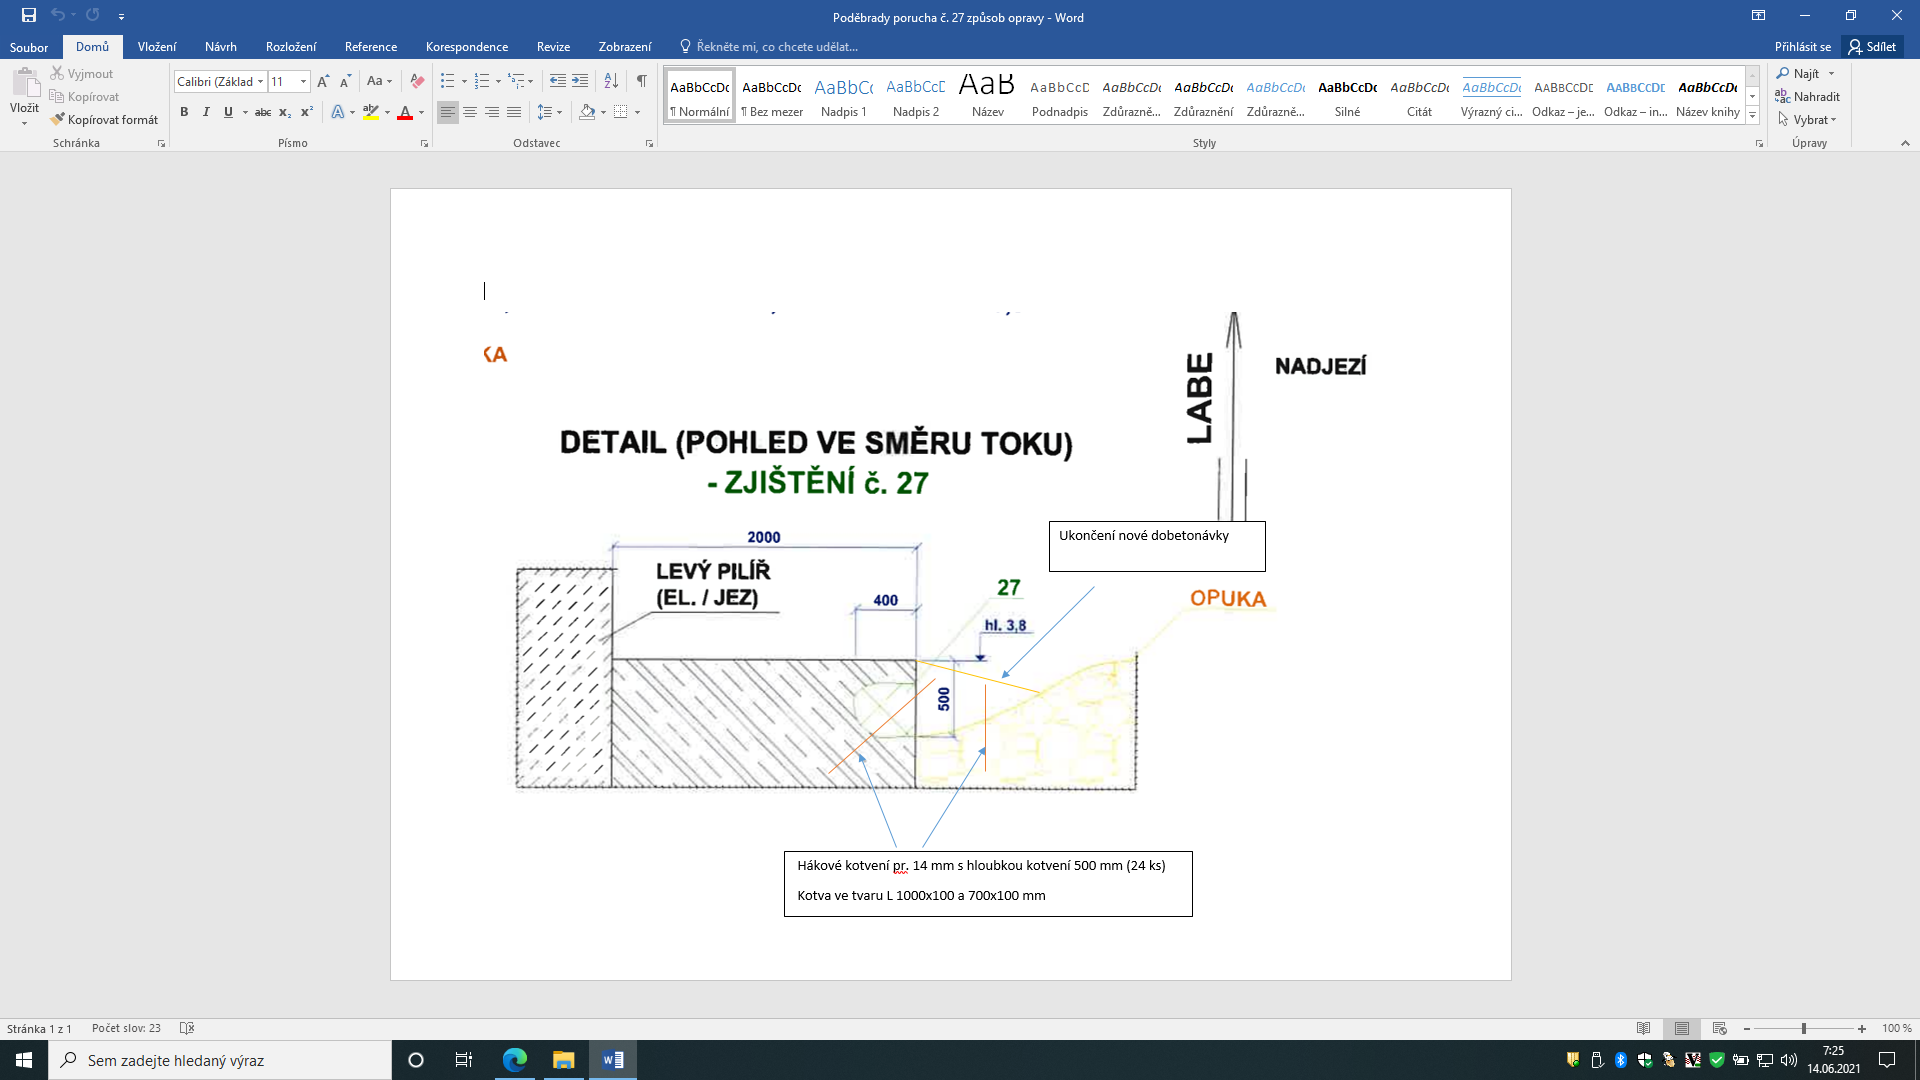 Poděbrady porucha č. 27 způsob opravy - Word
Soubor Domů Vložení Návrh Rozložení Reference Korespondence Revize Zobrazení Řekněte mi, co chcete udělat... Přihlásit se Sdílet
Vložit
Vyjmout
Kopírovat
Kopírovat formát
Schránka
Calibri (Základ 11
Písmo
Odstavec
AaBbCcDc AaBbCcDc AaBbCc AaBbCcD AaB AaBbCcD AaBbCcDc AaBbCcDc AaBbCcDc AaBbCcDc AaBbCcDc AaBbCcDc AABBCCDD AABBCCDD AaBbCcDc
¶ Normální ¶ Bez mezer Nadpis 1 Nadpis 2 Název Podnadpis Zdůrazně... Zdůraznění Zdůrazně... Silné Citát Výrazný ci... Odkaz – je... Odkaz – in... Název knihy
Styly
Najít
Nahradit
Vybrat
Úpravy
KA
LABE
NADJEZÍ
DETAIL (POHLED VE SMĚRU TOKU)
- ZJIŠTĚNÍ č. 27
2000
Ukončení nové dobetonávky
LEVÝ PILÍŘ
(EL. / JEZ)
400
27
hl. 3,8
OPUKA
500
Hákové kotvení pr. 14 mm s hloubkou kotvení 500 mm (24 ks)
Kotva ve tvaru L 1000x100 a 700x100 mm
Stránka 1 z 1 Počet slov: 23 100 %
Sem zadejte hledaný výraz
7:25
14.06.2021